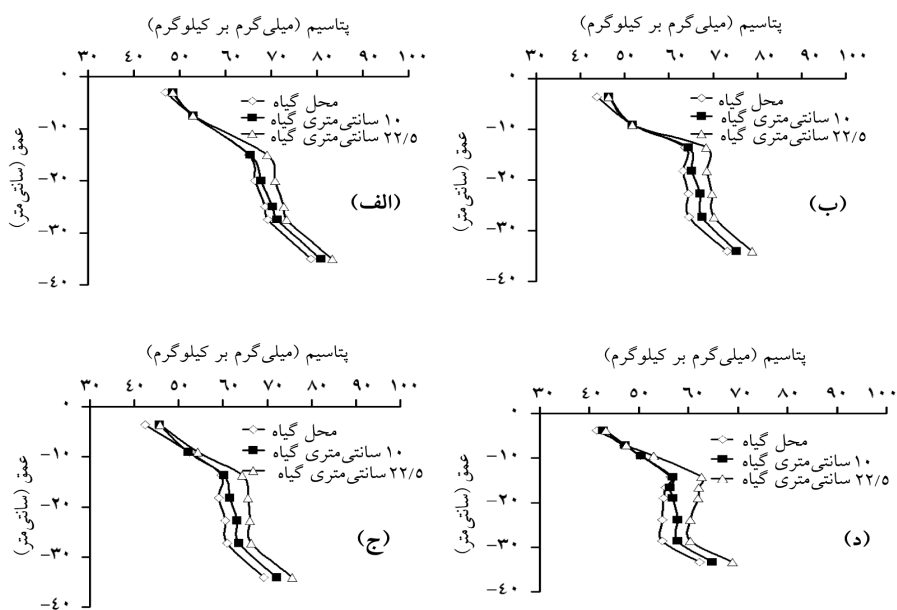 پتاسیم (میلی‌گرم بر کیلوگرم)
۳۰ ۴۰ ۵۰ ۶۰ ۷۰ ۸۰ ۹۰ ۱۰۰
۰
−۱۰
−۲۰
−۳۰
−۴۰
عمق (سانتی‌متر)
محل گیاه
۱۰ سانتی‌متری گیاه
۲۲/۵ سانتی‌متری گیاه
(الف)
پتاسیم (میلی‌گرم بر کیلوگرم)
۳۰ ۴۰ ۵۰ ۶۰ ۷۰ ۸۰ ۹۰ ۱۰۰
۰
−۱۰
−۲۰
−۳۰
−۴۰
عمق (سانتی‌متر)
محل گیاه
۱۰ سانتی‌متری گیاه
۲۲/۵ سانتی‌متری گیاه
(ب)
پتاسیم (میلی‌گرم بر کیلوگرم)
۳۰ ۴۰ ۵۰ ۶۰ ۷۰ ۸۰ ۹۰ ۱۰۰
۰
−۱۰
−۲۰
−۳۰
−۴۰
عمق (سانتی‌متر)
محل گیاه
۱۰ سانتی‌متری گیاه
۲۲/۵ سانتی‌متری گیاه
(ج)
پتاسیم (میلی‌گرم بر کیلوگرم)
۳۰ ۴۰ ۵۰ ۶۰ ۷۰ ۸۰ ۹۰ ۱۰۰
۰
−۱۰
−۲۰
−۳۰
−۴۰
عمق (سانتی‌متر)
محل گیاه
۱۰ سانتی‌متری گیاه
۲۲/۵ سانتی‌متری گیاه
(د)